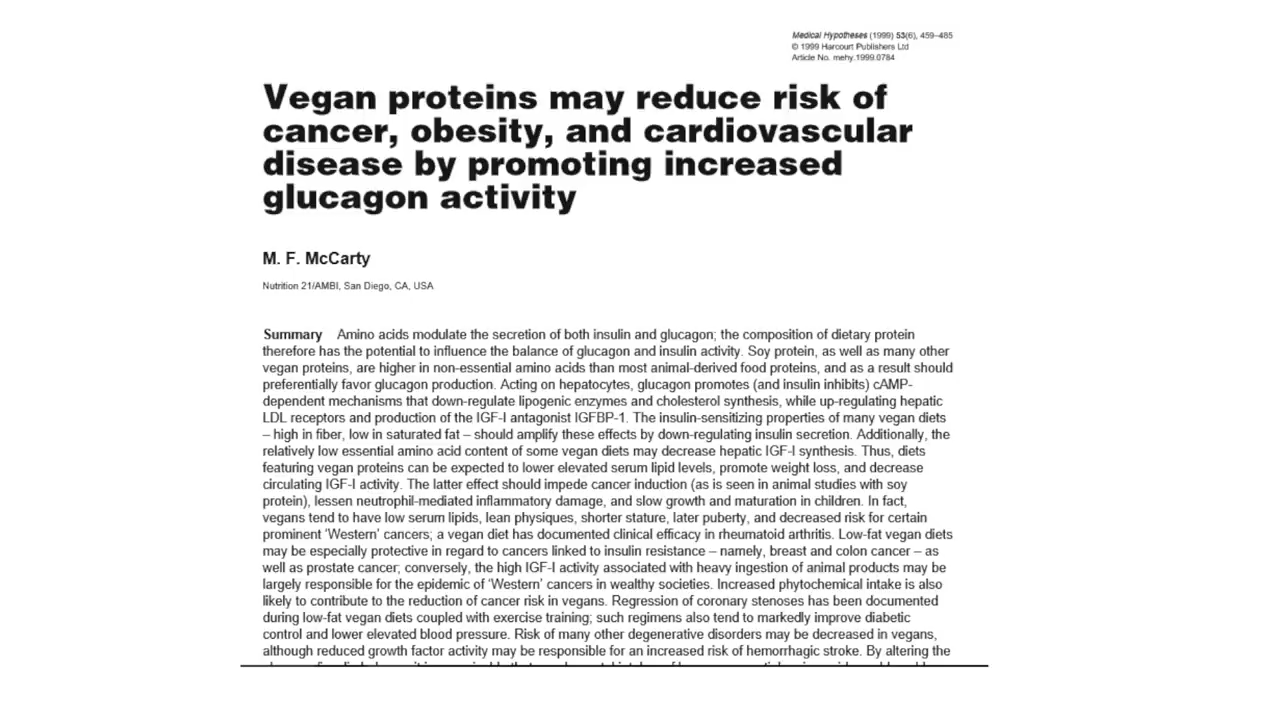 Medical Hypotheses (1999) 53(6), 459–485
© 1999 Harcourt Publishers Ltd
Article No. mehy.1999.0784
Vegan proteins may reduce risk of
cancer, obesity, and cardiovascular
disease by promoting increased
glucagon activity
M. F. McCarty
Nutrition 21/AMBI, San Diego, CA, USA
Summary Amino acids modulate the secretion of both insulin and glucagon; the composition of dietary protein
therefore has the potential to influence the balance of glucagon and insulin activity. Soy protein, as well as many other
vegan proteins, are higher in non-essential amino acids than most animal-derived food proteins, and as a result should
preferentially favor glucagon production. Acting on hepatocytes, glucagon promotes (and insulin inhibits) cAMP-
dependent mechanisms that down-regulate lipogenic enzymes and cholesterol synthesis, while up-regulating hepatic
LDL receptors and production of the IGF-I antagonist IGFBP-1. The insulin-sensitizing properties of many vegan diets
– high in fiber, low in saturated fat – should amplify these effects by down-regulating insulin secretion. Additionally, the
relatively low essential amino acid content of some vegan diets may decrease hepatic IGF-I synthesis. Thus, diets
featuring vegan proteins can be expected to lower elevated serum lipid levels, promote weight loss, and decrease
circulating IGF-I activity. The latter effect should impede cancer induction (as is seen in animal studies with soy
protein), lessen neutrophil-mediated inflammatory damage, and slow growth and maturation in children. In fact,
vegans tend to have low serum lipids, lean physiques, shorter stature, later puberty, and decreased risk for certain
prominent ‘Western’ cancers; a vegan diet has documented clinical efficacy in rheumatoid arthritis. Low-fat vegan diets
may be especially protective in regard to cancers linked to insulin resistance – namely, breast and colon cancer – as
well as prostate cancer; conversely, the high IGF-I activity associated with heavy ingestion of animal products may be
largely responsible for the epidemic of ‘Western’ cancers in wealthy societies. Increased phytochemical intake is also
likely to contribute to the reduction of cancer risk in vegans. Regression of coronary stenoses has been documented
during low-fat vegan diets coupled with exercise training; such regimens also tend to markedly improve diabetic
control and lower elevated blood pressure. Risk of many other degenerative disorders may be decreased in vegans,
although reduced growth factor activity may be responsible for an increased risk of hemorrhagic stroke. By altering the